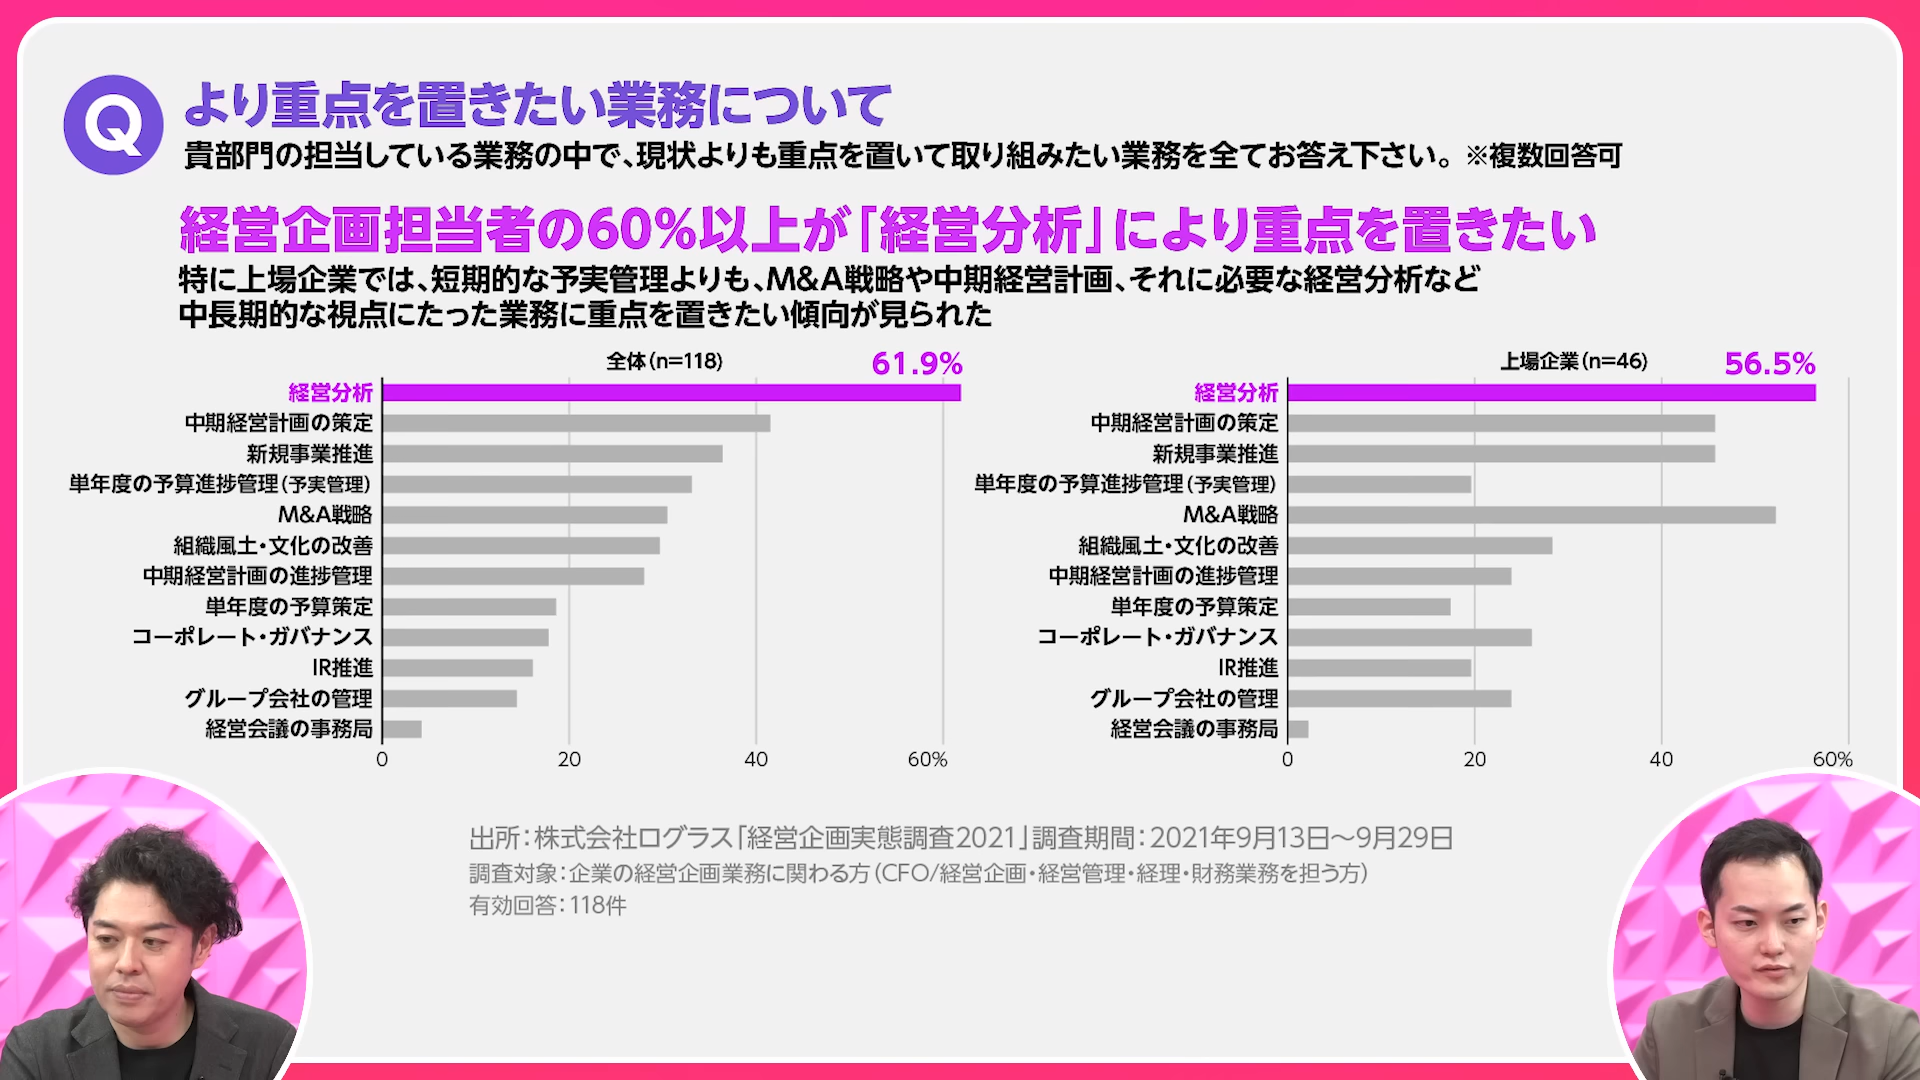 Q
より重点を置きたい業務について
貴部門の担当している業務の中で、現状よりも重点を置いて取り組みたい業務を全てお答え下さい。 ※複数回答可
経営企画担当者の60%以上が「経営分析」により重点を置きたい
特に上場企業では、短期的な予実管理よりも、M&A戦略や中期経営計画、それに必要な経営分析など
中長期的な視点にたった業務に重点を置きたい傾向が見られた
全体(n=118)
61.9%
経営分析
中期経営計画の策定
新規事業推進
単年度の予算進捗管理(予実管理)
M&A戦略
組織風土・文化の改善
中期経営計画の進捗管理
単年度の予算策定
コーポレート・ガバナンス
IR推進
グループ会社の管理
経営会議の事務局
0 20 40 60%
上場企業(n=46)
56.5%
経営分析
中期経営計画の策定
新規事業推進
単年度の予算進捗管理(予実管理)
M&A戦略
組織風土・文化の改善
中期経営計画の進捗管理
単年度の予算策定
コーポレート・ガバナンス
IR推進
グループ会社の管理
経営会議の事務局
0 20 40 60%
出所:株式会社ログラス「経営企画実態調査2021」調査期間:2021年9月13日〜9月29日
調査対象:企業の経営企画業務に関わる方(CFO/経営企画・経営管理・経理・財務業務を担う方)
有効回答:118件